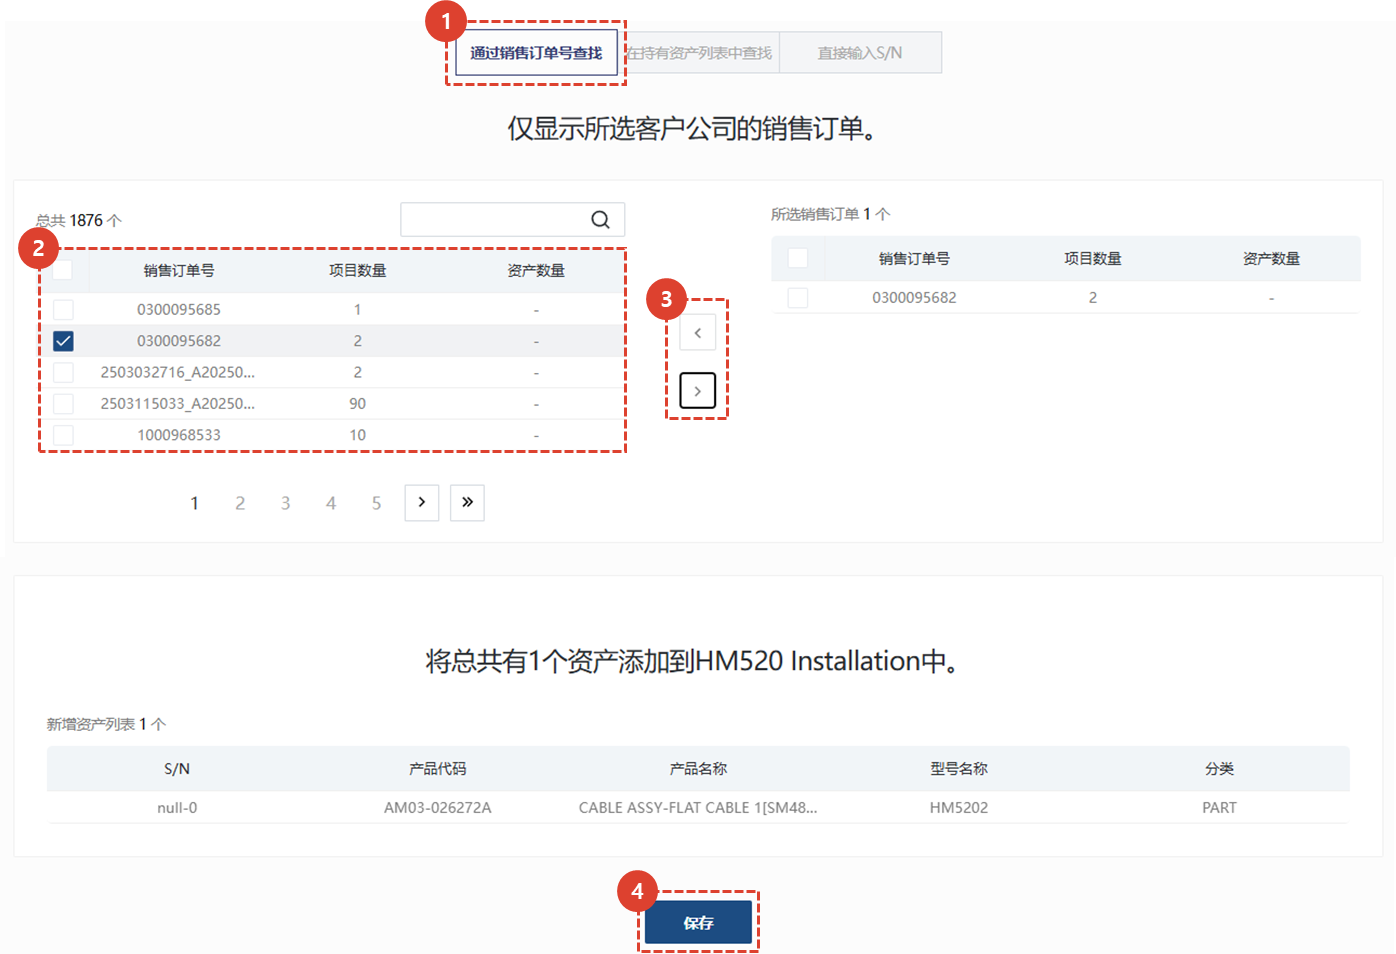 1
通过销售订单号查找 在持有资产列表中查找 直接输入S/N
仅显示所选客户公司的销售订单。
总共 1876 个
2
销售订单号 项目数量 资产数量
0300095685 1 -
0300095682 2 -
2503032716_A20250... 2 -
2503115033_A20250... 90 -
1000968533 10 -
1 2 3 4 5 > »
3
<
>
所选销售订单 1 个
销售订单号 项目数量 资产数量
0300095682 2 -
将总共有1个资产添加到HM520 Installation中。
新增资产列表 1 个
S/N 产品代码 产品名称 型号名称 分类
null-0 AM03-026272A CABLE ASSY-FLAT CABLE 1[SM48... HM5202 PART
4
保存